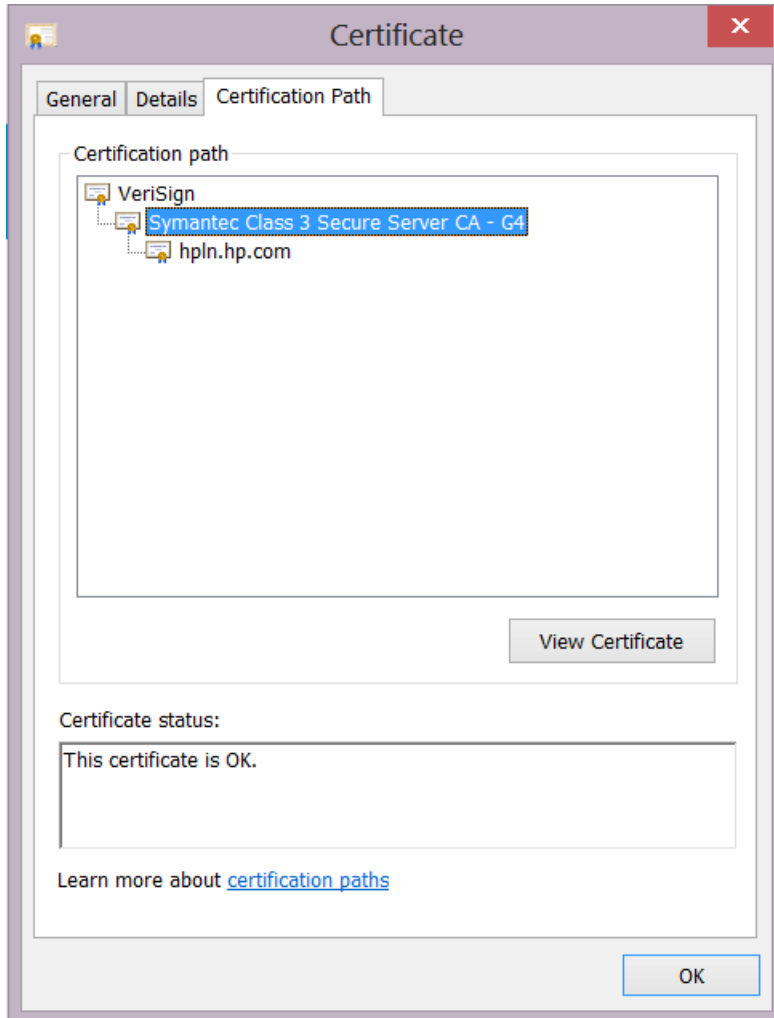 Certificate
General Details Certification Path
Certification path
VeriSign
Symantec Class 3 Secure Server CA - G4
hpln.hp.com
View Certificate
Certificate status:
This certificate is OK.
Learn more about certification paths
OK